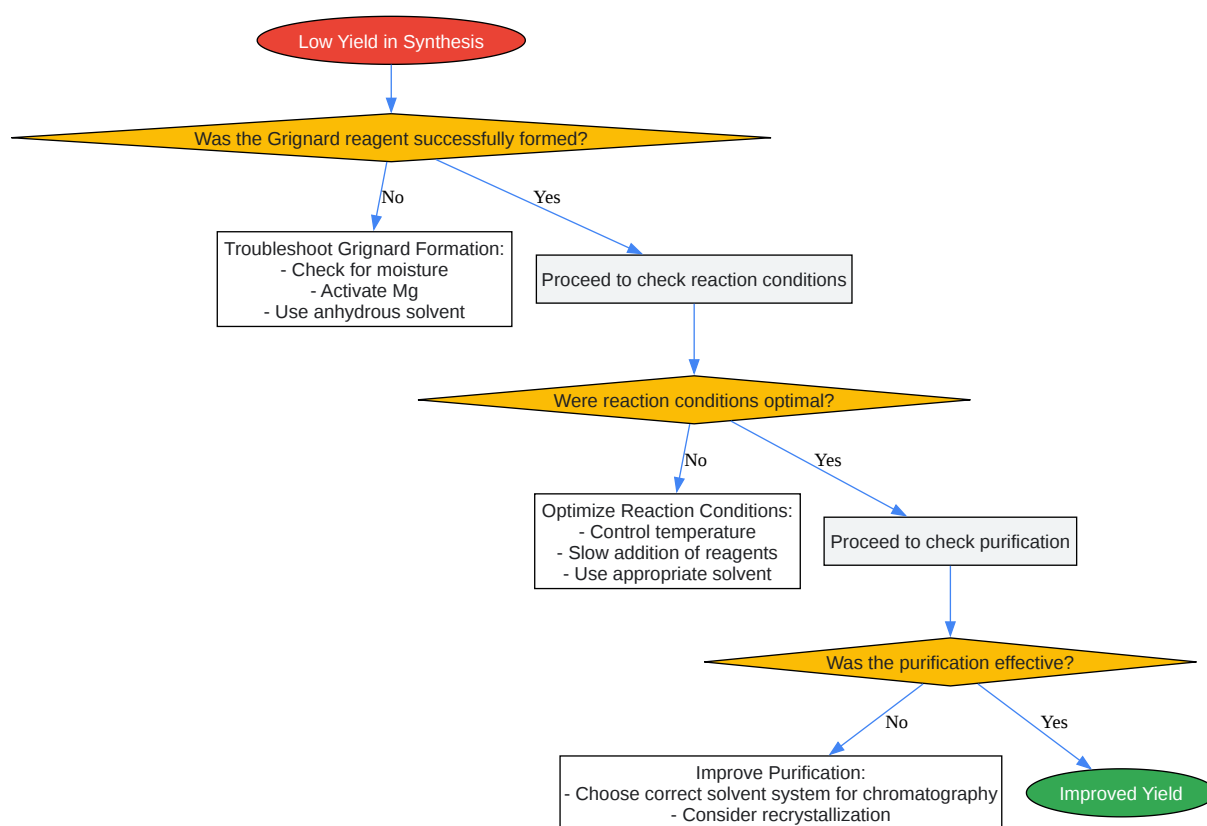 Low Yield in Synthesis
Was the Grignard reagent successfully formed?
No
Yes
Troubleshoot Grignard Formation:
- Check for moisture
- Activate Mg
- Use anhydrous solvent
Proceed to check reaction conditions
Were reaction conditions optimal?
No
Yes
Optimize Reaction Conditions:
- Control temperature
- Slow addition of reagents
- Use appropriate solvent
Proceed to check purification
Was the purification effective?
No
Yes
Improve Purification:
- Choose correct solvent system for chromatography
- Consider recrystallization
Improved Yield